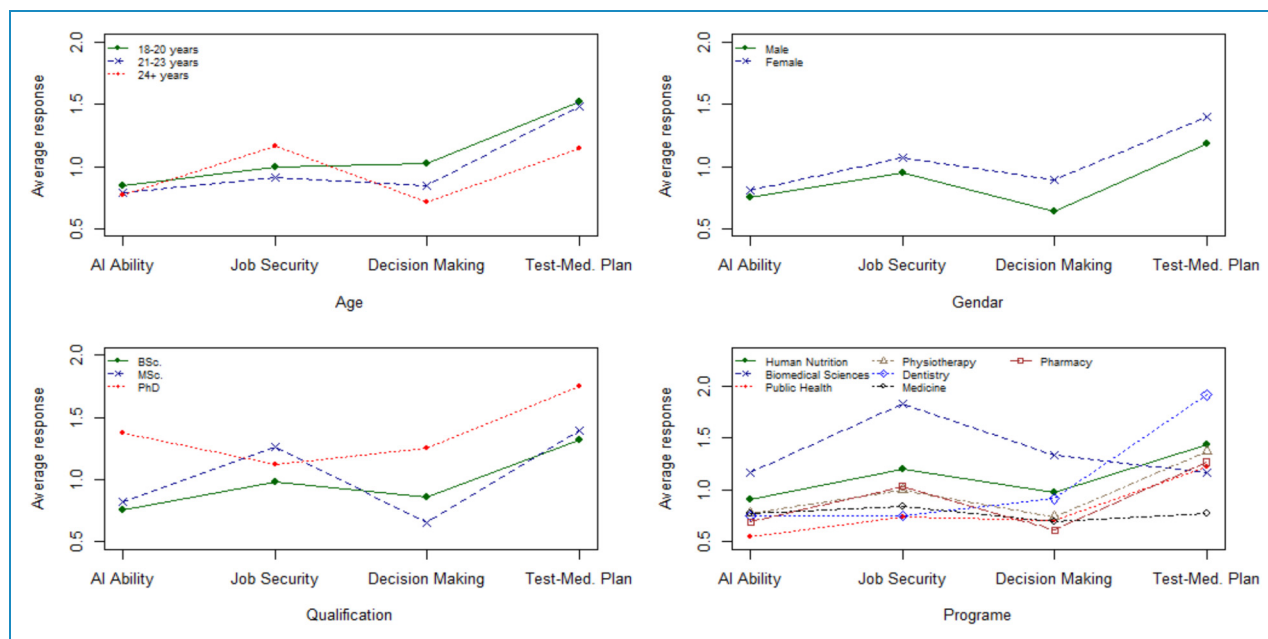 Average response
2.0
1.5
1.0
0.5
18-20 years
21-23 years
24+ years
AI Ability Job Security Decision Making Test-Med. Plan
Age
Average response
2.0
1.5
1.0
0.5
Male
Female
AI Ability Job Security Decision Making Test-Med. Plan
Gendar
Average response
2.0
1.5
1.0
0.5
BSc.
MSc.
PhD
AI Ability Job Security Decision Making Test-Med. Plan
Qualification
Average response
2.0
1.5
1.0
0.5
Human Nutrition Physiotherapy Pharmacy
Biomedical Sciences Dentistry
Public Health Medicine
AI Ability Job Security Decision Making Test-Med. Plan
Programe